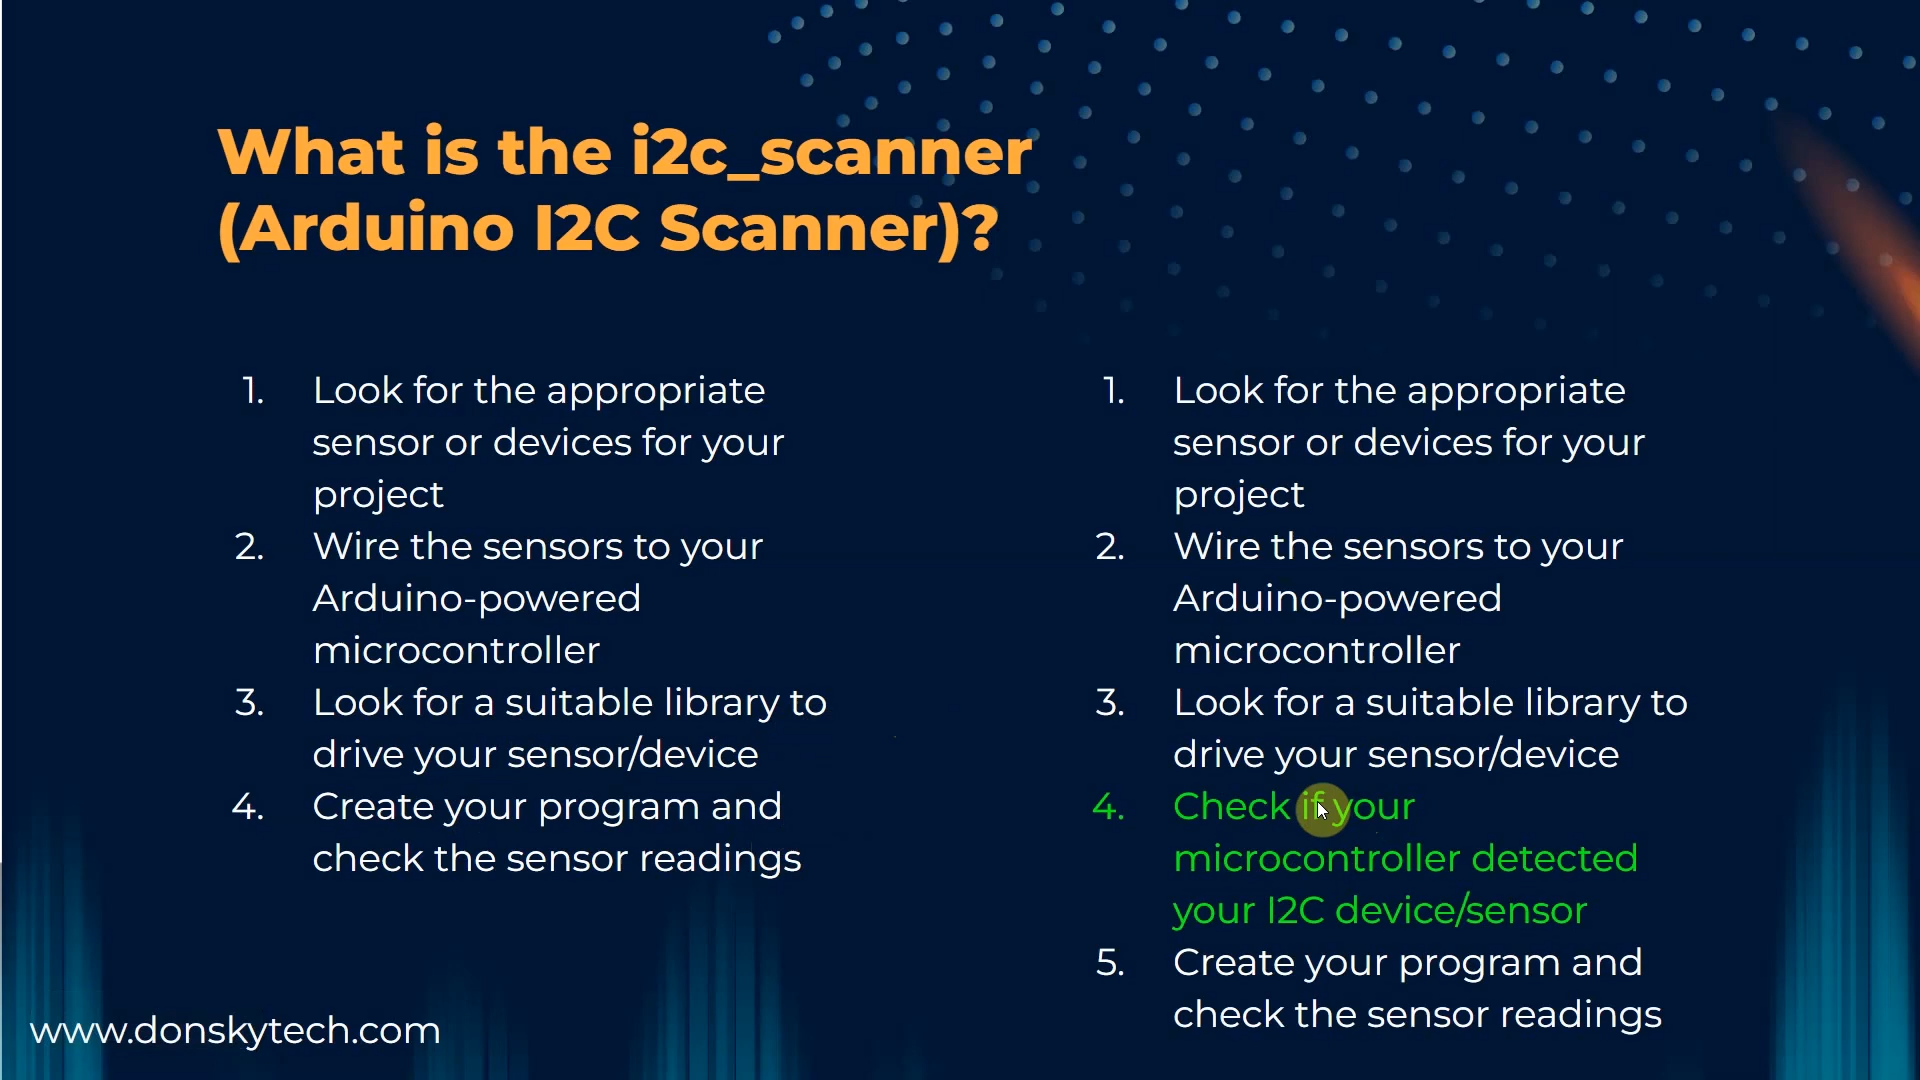 What is the i2c_scanner
(Arduino I2C Scanner)?
1. Look for the appropriate
sensor or devices for your
project
2. Wire the sensors to your
Arduino-powered
microcontroller
3. Look for a suitable library to
drive your sensor/device
4. Create your program and
check the sensor readings
1. Look for the appropriate
sensor or devices for your
project
2. Wire the sensors to your
Arduino-powered
microcontroller
3. Look for a suitable library to
drive your sensor/device
4. Check if your
microcontroller detected
your I2C device/sensor
5. Create your program and
check the sensor readings
www.donskytech.com